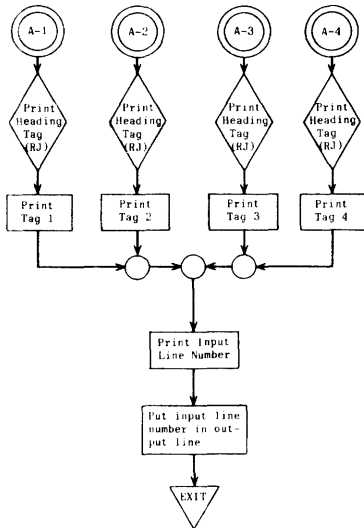 A-1
A-2
A-3
A-4
Print
Heading
Tag
(RJ)
Print
Heading
Tag
(RJ)
Print
Heading
Tag
(RJ)
Print
Heading
Tag
(RJ)
Print
Tag 1
Print
Tag 2
Print
Tag 3
Print
Tag 4
Print Input
Line Number
Put input line
number in out-
put line
EXIT